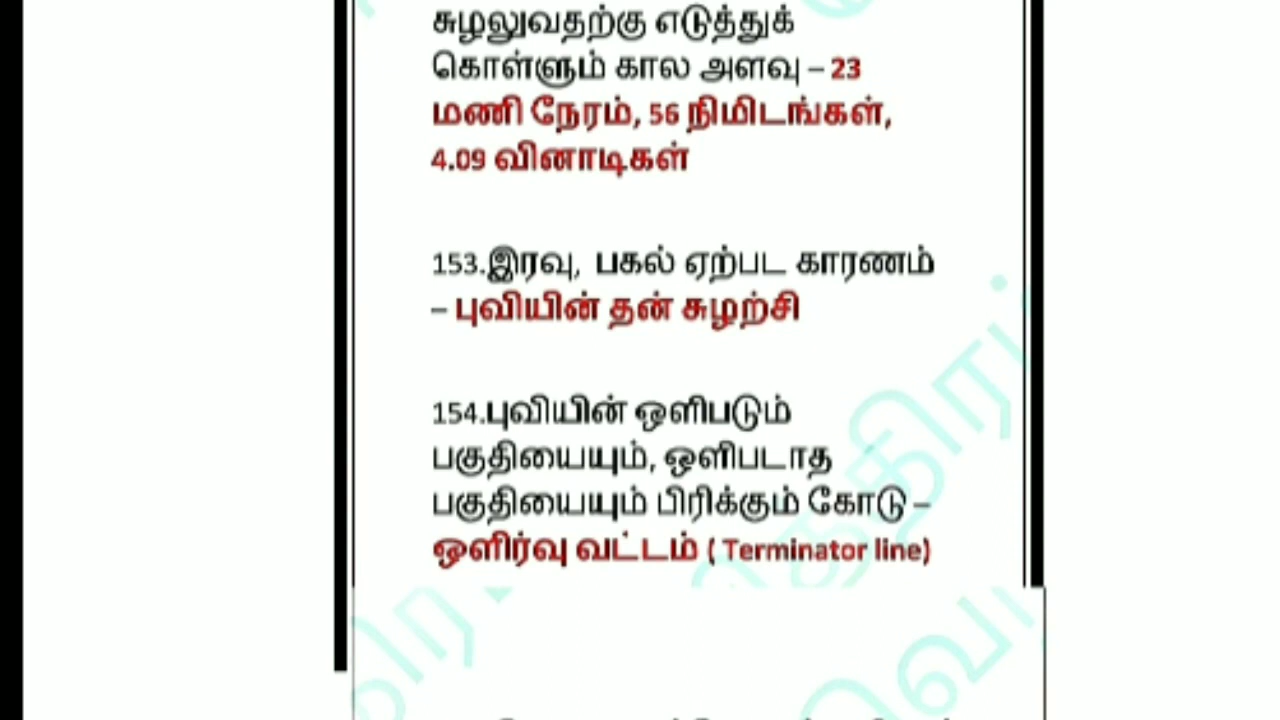 சுழலுவதற்கு எடுத்துக்
கொள்ளும் கால அளவு – 23
மணி நேரம், 56 நிமிடங்கள்,
4.09 வினாடிகள்
153.இரவு, பகல் ஏற்பட காரணம்
– புவியின் தன் சுழற்சி
154.புவியின் ஒளிபடும்
பகுதியையும், ஒளிபடாத
பகுதியையும் பிரிக்கும் கோடு –
ஒளிர்வு வட்டம் ( Terminator line)